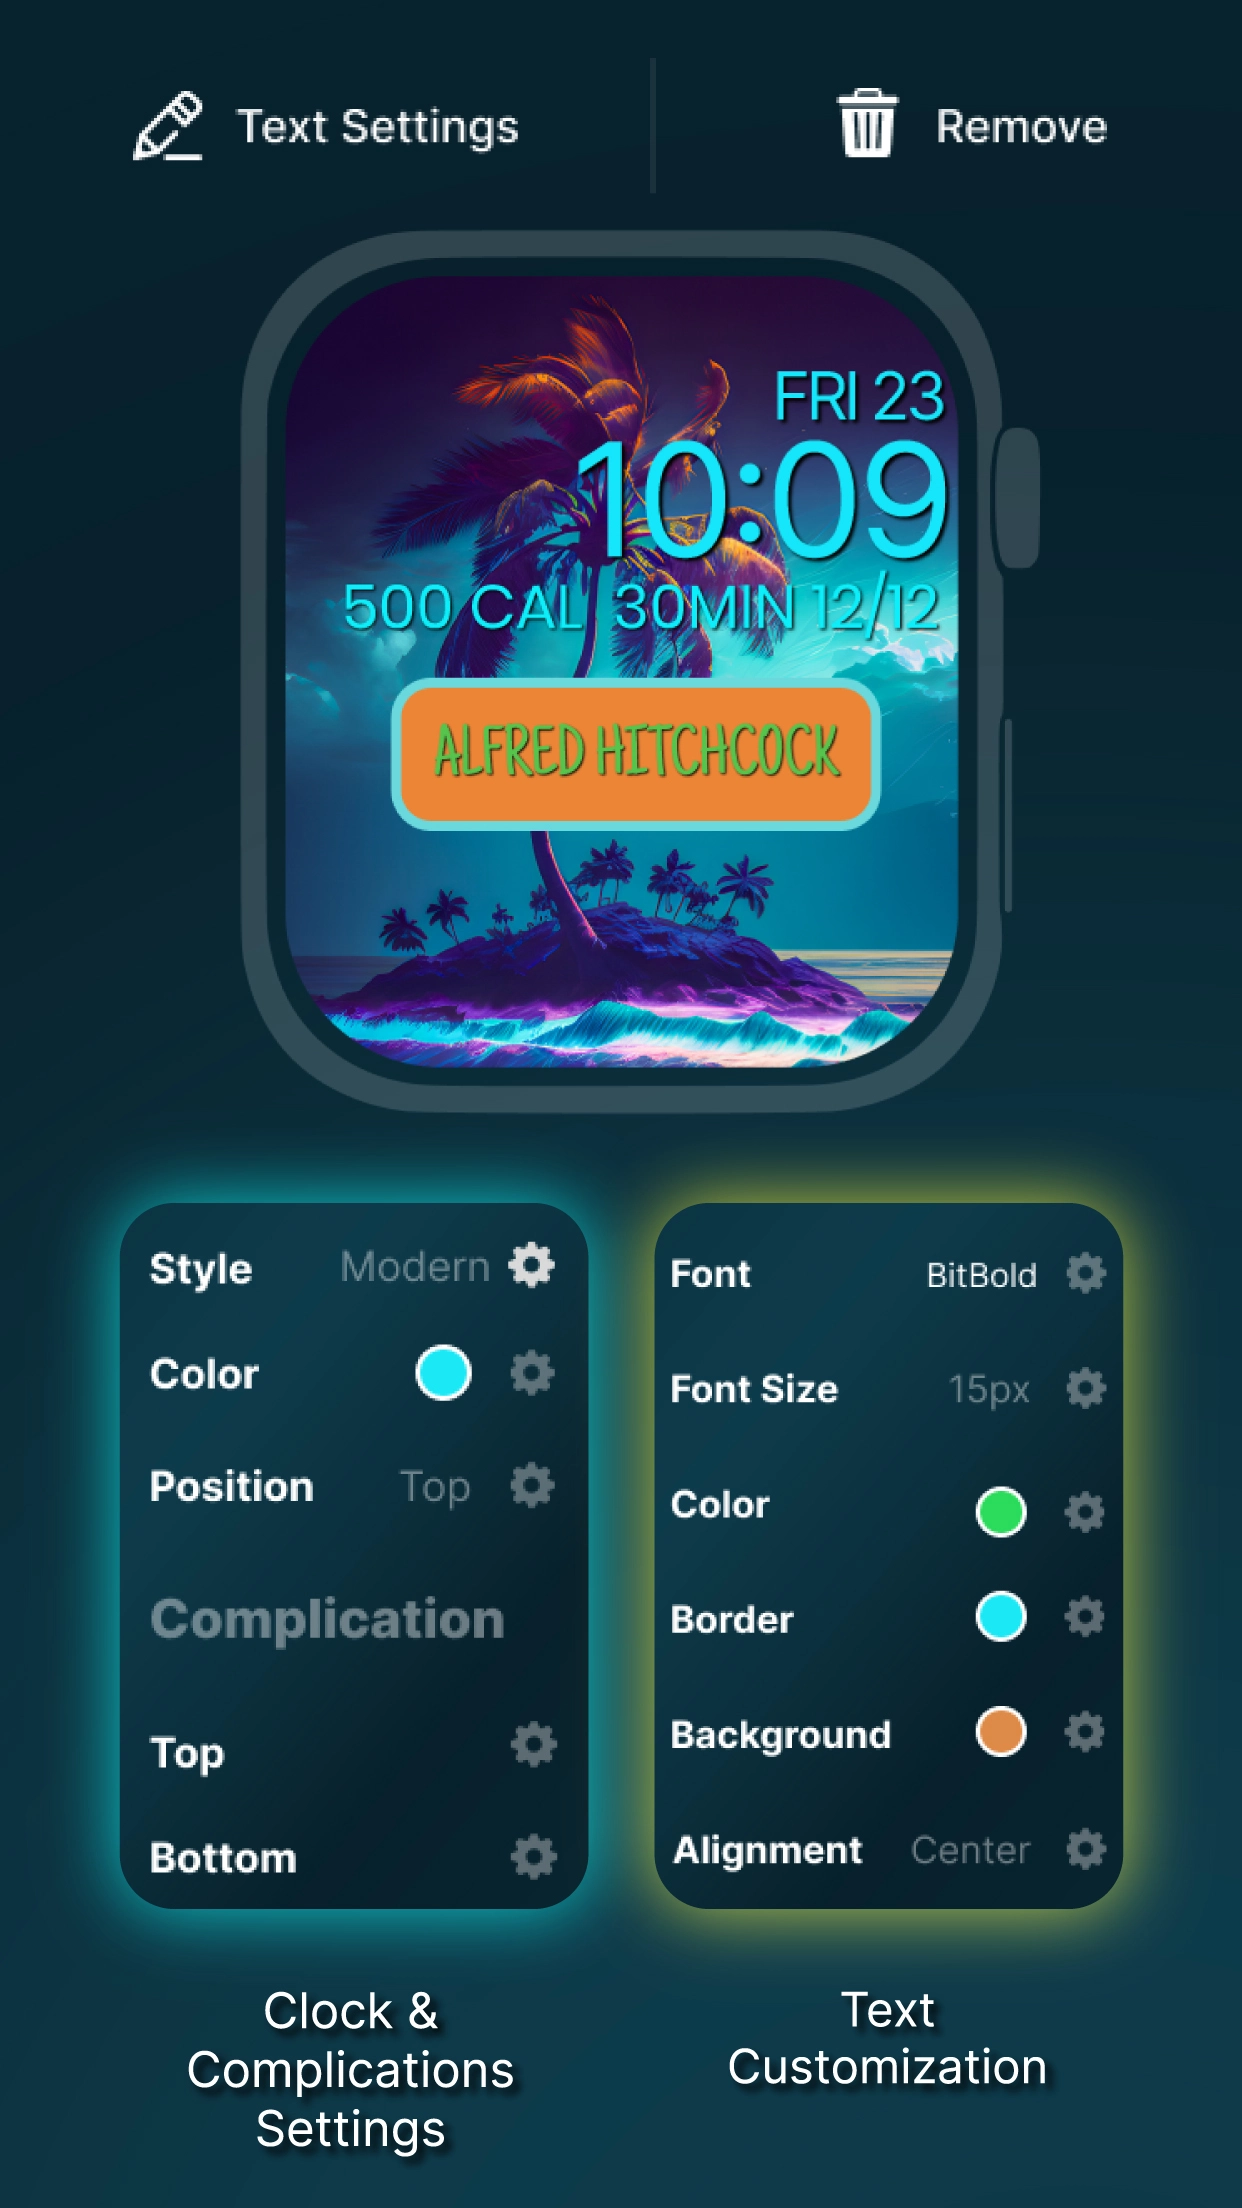 Text Settings
Remove
FRI 23
10:09
500 CAL 30MIN 12/12
ALFRED HITCHCOCK
Style Modern
Color
Position Top
Complication
Top
Bottom
Font BitBold
Font Size 15px
Color
Border
Background
Alignment Center
Clock &
Complications
Settings
Text
Customization